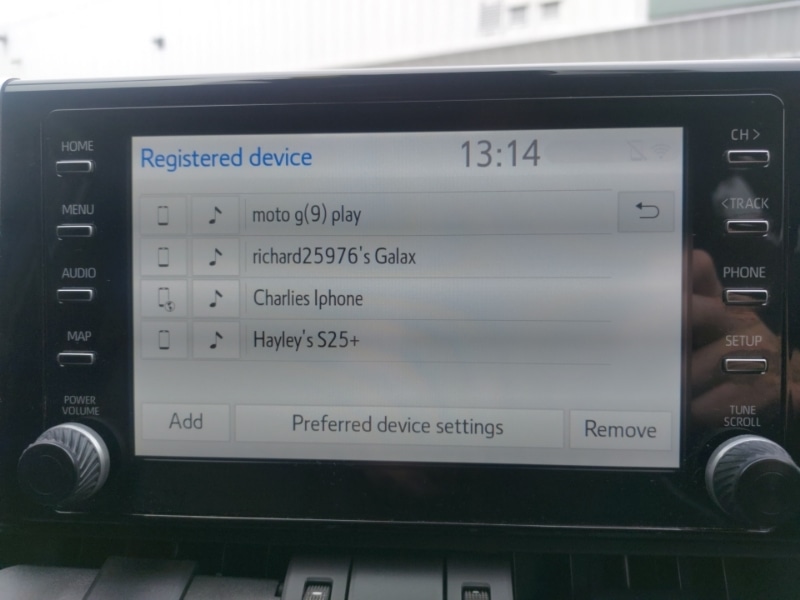 HOME
MENU
AUDIO
MAP
POWER
VOLUME
Registered device 13:14
moto g(9) play
richard25976's Galax
Charlies Iphone
Hayley's S25+
Add Preferred device settings Remove
CH >
<TRACK
PHONE
SETUP
TUNE
SCROLL